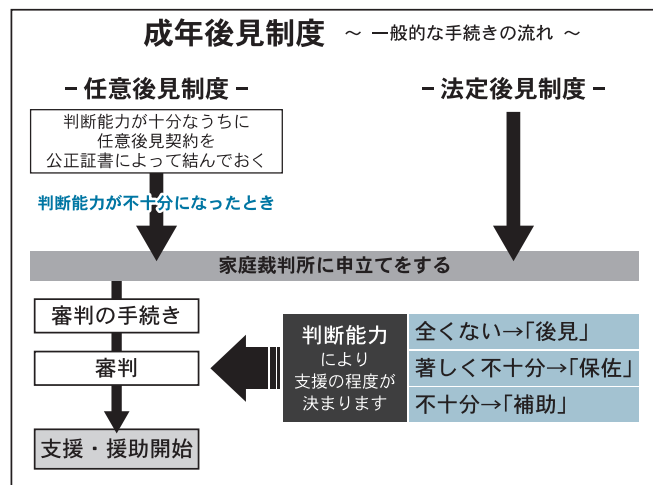 成年後見制度 ～ 一般的な手続きの流れ ～
－任意後見制度－
判断能力が十分なうちに
任意後見契約を
公正証書によって結んでおく
判断能力が不十分になったとき
－法定後見制度－
家庭裁判所に申立てをする
審判の手続き
審判
支援・援助開始
判断能力
により
支援の程度が
決まります
全くない→「後見」
著しく不十分→「保佐」
不十分→「補助」